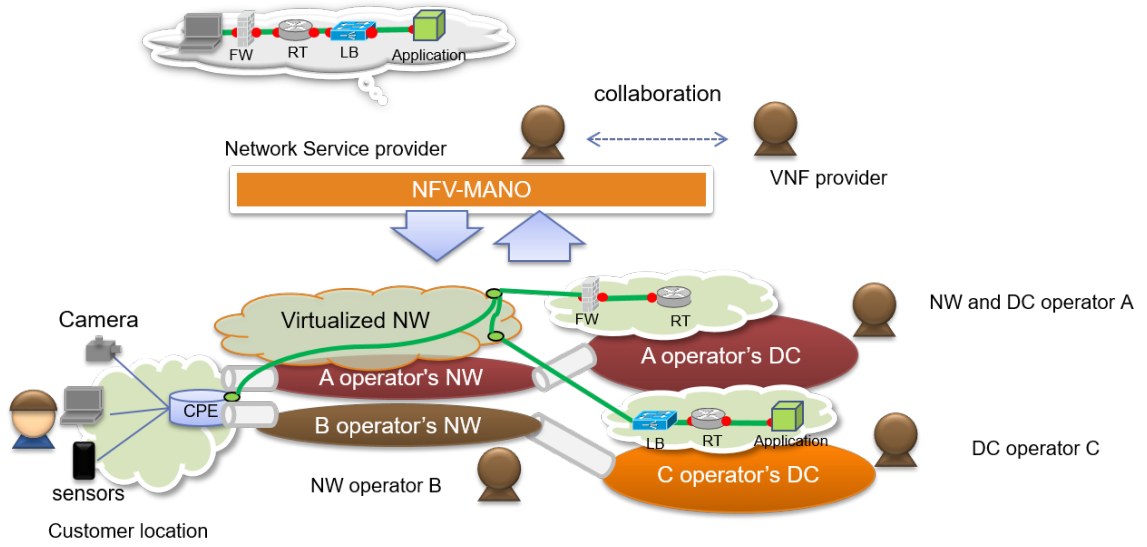 FW
RT
LB
Application
collaboration
Network Service provider
VNF provider
NFV-MANO
Virtualized NW
FW
RT
NW and DC operator A
Camera
A operator's NW
A operator's DC
CPE
B operator's NW
LB
RT
Application
DC operator C
sensors
NW operator B
C operator's DC
Customer location